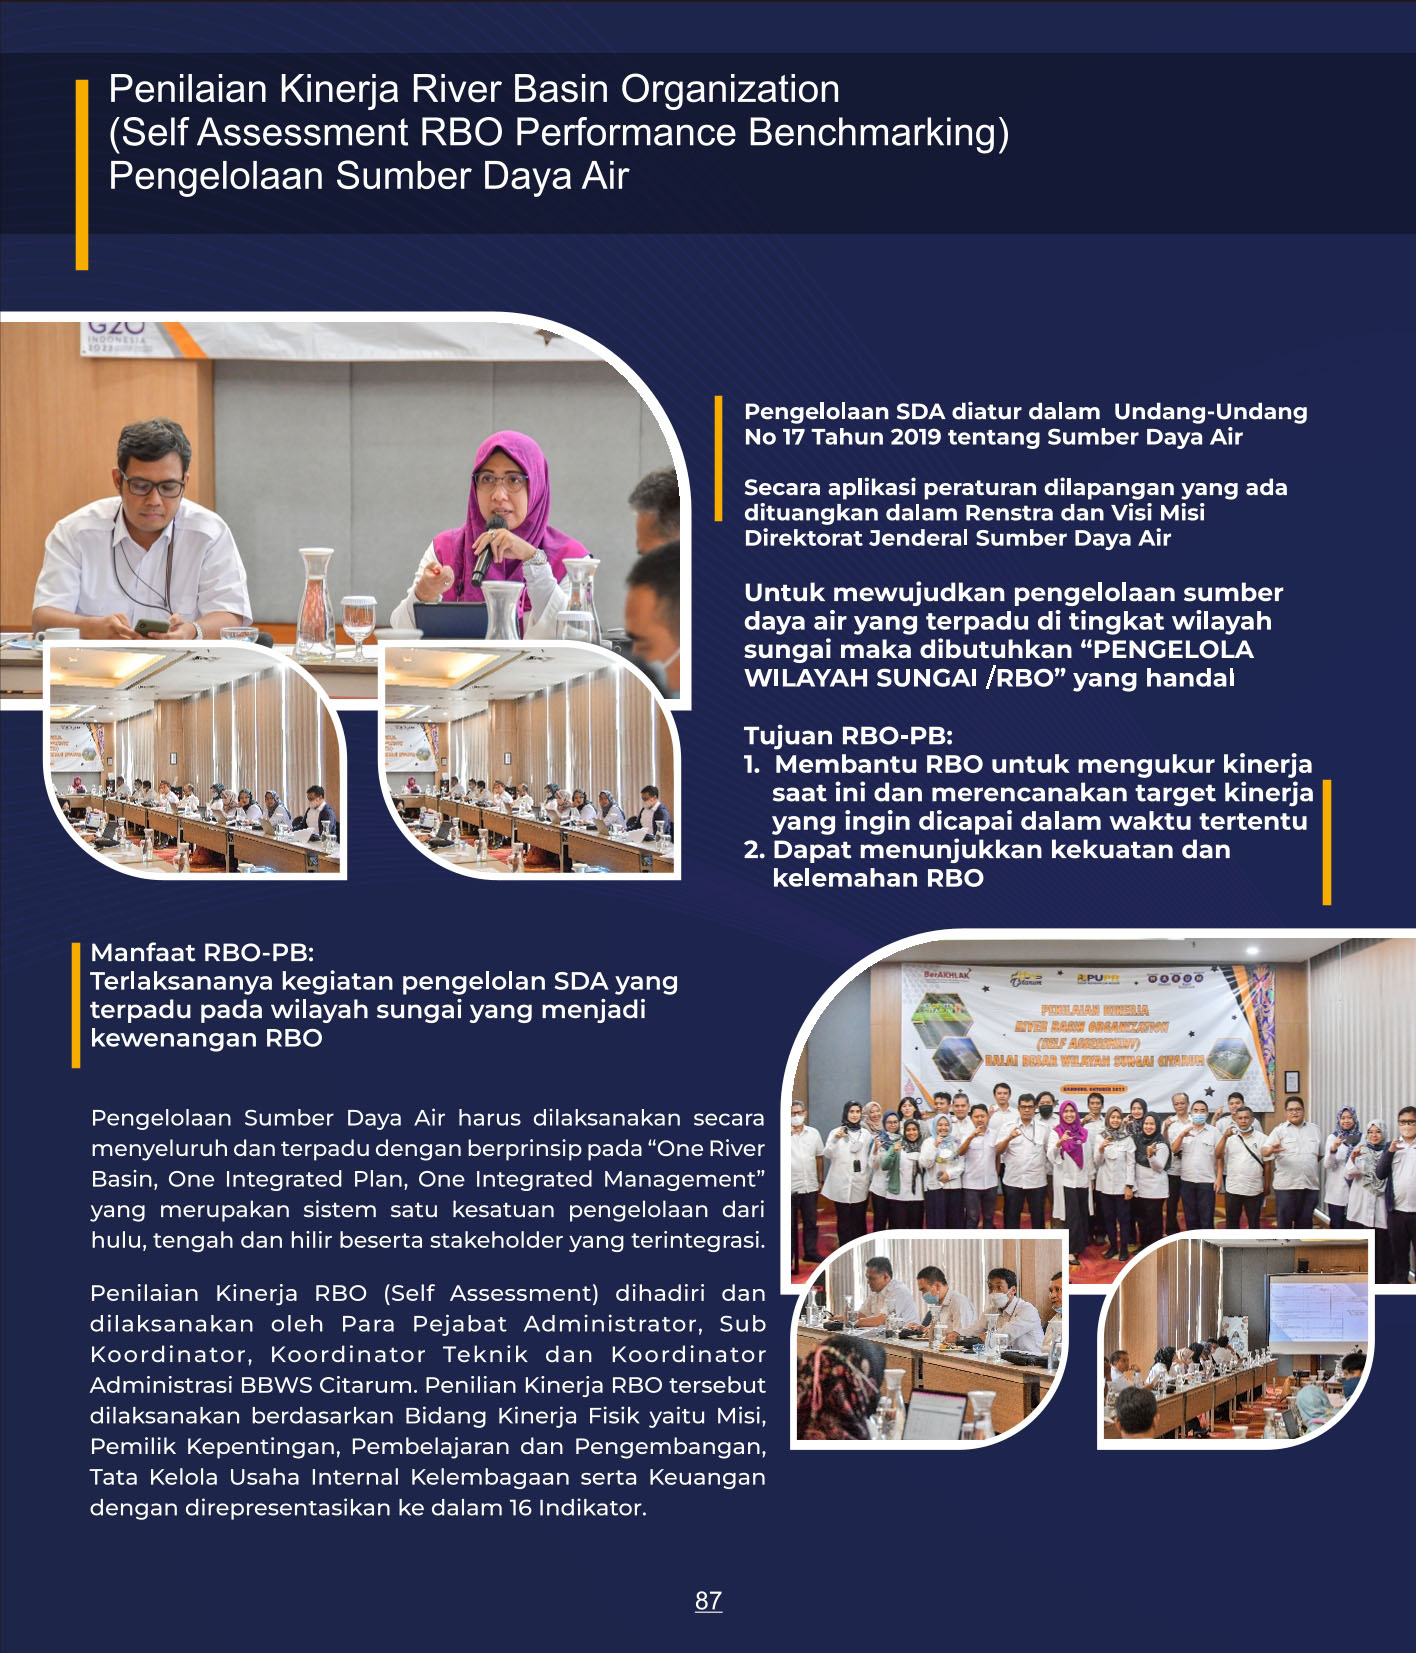 Penilaian Kinerja River Basin Organization
(Self Assessment RBO Performance Benchmarking)
Pengelolaan Sumber Daya Air
G20
INDONESIA
2022
Pengelolaan SDA diatur dalam Undang-Undang
No 17 Tahun 2019 tentang Sumber Daya Air
Secara aplikasi peraturan dilapangan yang ada
dituangkan dalam Renstra dan Visi Misi
Direktorat Jenderal Sumber Daya Air
Untuk mewujudkan pengelolaan sumber
daya air yang terpadu di tingkat wilayah
sungai maka dibutuhkan “PENGELOLA
WILAYAH SUNGAI /RBO” yang handal
Tujuan RBO-PB:
1. Membantu RBO untuk mengukur kinerja
saat ini dan merencanakan target kinerja
yang ingin dicapai dalam waktu tertentu
2. Dapat menunjukkan kekuatan dan
kelemahan RBO
Manfaat RBO-PB:
Terlaksananya kegiatan pengelolan SDA yang
terpadu pada wilayah sungai yang menjadi
kewenangan RBO
BerAKHLAK
Citarum
PUPR
PENILAIAN KINERJA
RIVER BASIN ORGANIZATION
(SELF ASSESSMENT)
BALAI BESAR WILAYAH SUNGAI CITARUM
BANDUNG, OKTOBER 2022
Pengelolaan Sumber Daya Air harus dilaksanakan secara
menyeluruh dan terpadu dengan berprinsip pada “One River
Basin, One Integrated Plan, One Integrated Management”
yang merupakan sistem satu kesatuan pengelolaan dari
hulu, tengah dan hilir beserta stakeholder yang terintegrasi.
Penilaian Kinerja RBO (Self Assessment) dihadiri dan
dilaksanakan oleh Para Pejabat Administrator, Sub
Koordinator, Koordinator Teknik dan Koordinator
Administrasi BBWS Citarum. Penilian Kinerja RBO tersebut
dilaksanakan berdasarkan Bidang Kinerja Fisik yaitu Misi,
Pemilik Kepentingan, Pembelajaran dan Pengembangan,
Tata Kelola Usaha Internal Kelembagaan serta Keuangan
dengan direpresentasikan ke dalam 16 Indikator.
87